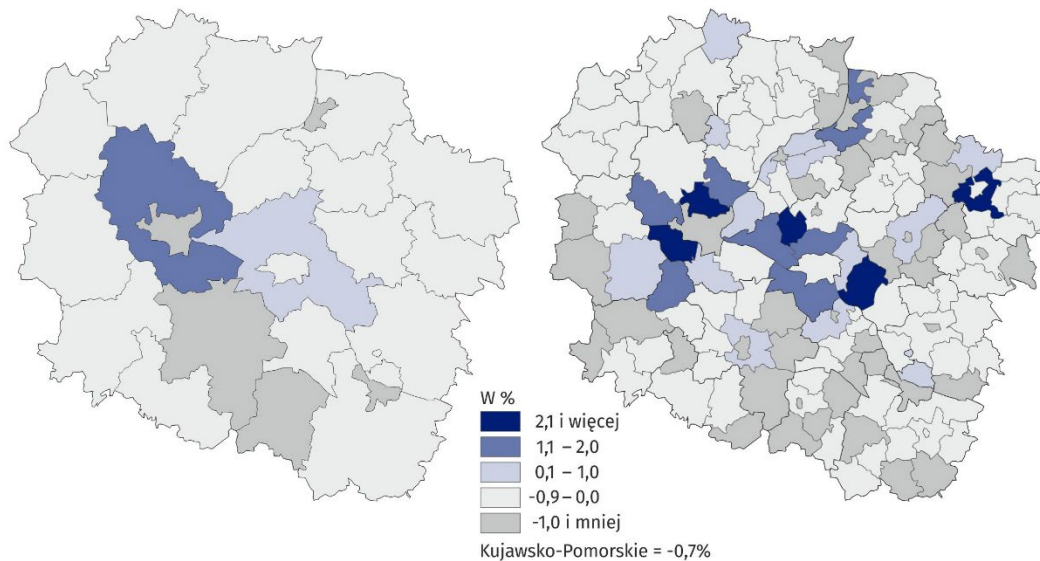 W %
2,1 i więcej
1,1 – 2,0
0,1 – 1,0
-0,9 – 0,0
-1,0 i mniej
Kujawsko-Pomorskie = -0,7%